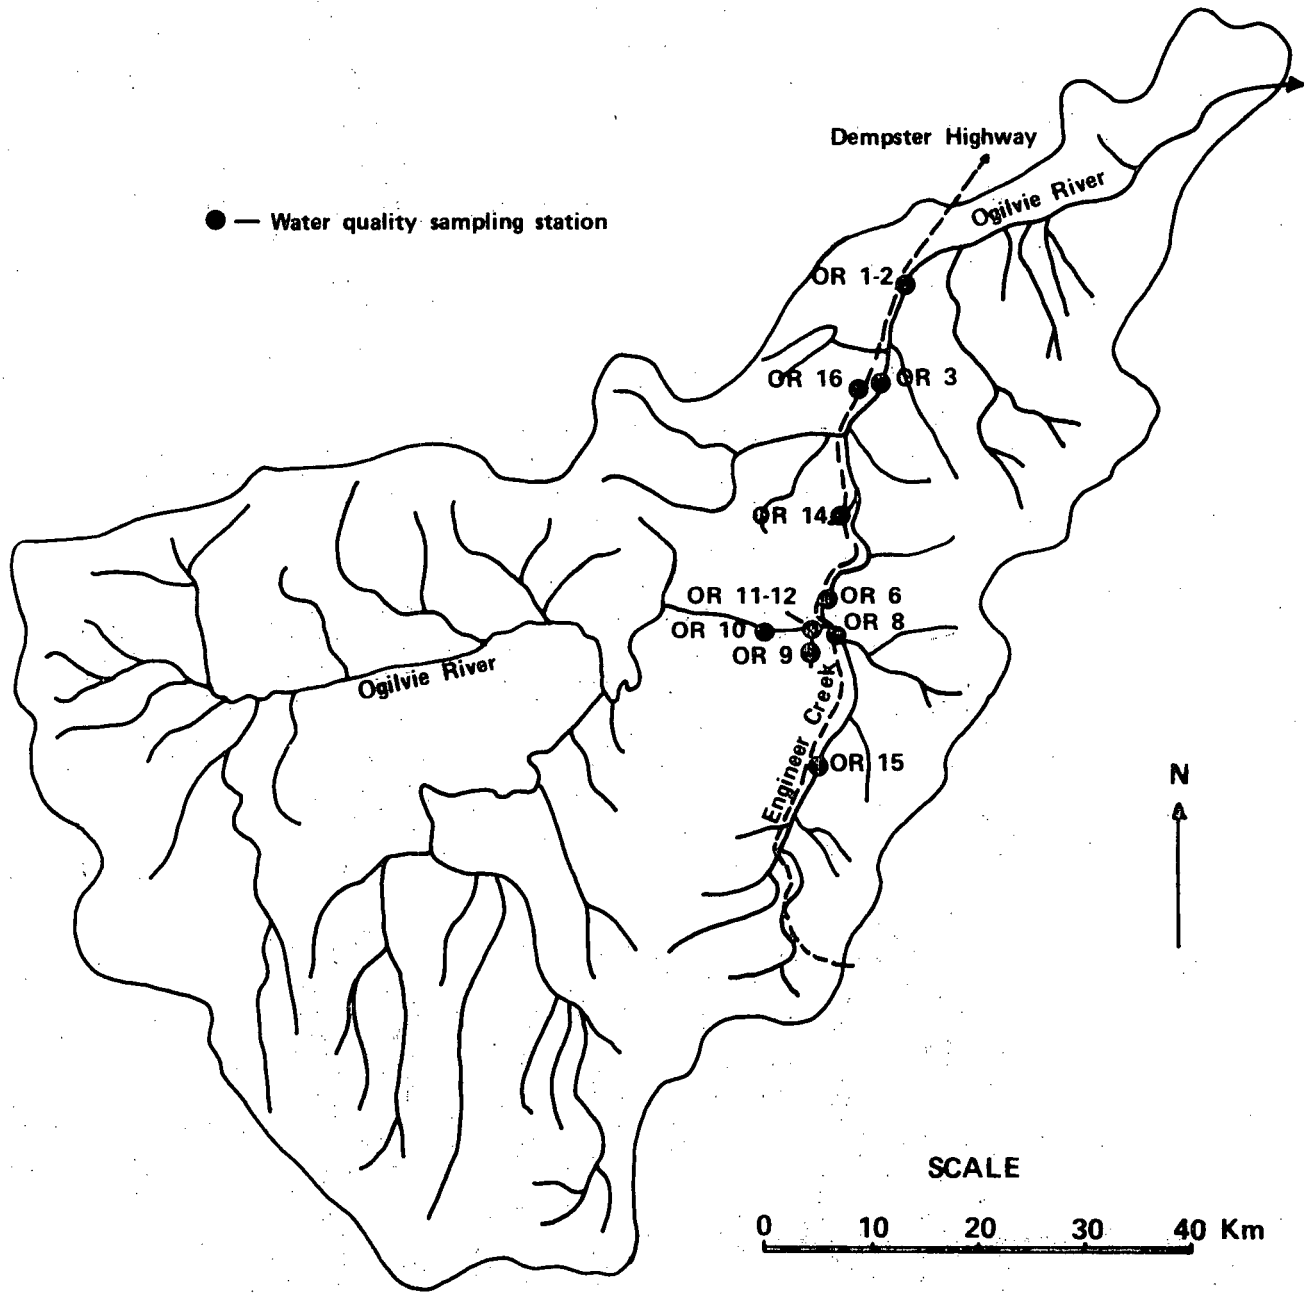 Dempster Highway
Ogilvie River
— Water quality sampling station
OR 1-2
OR 16
OR 3
OR 14
OR 11-12
OR 6
OR 10
OR 8
OR 9
Ogilvie River
Engineer Creek
OR 15
N
SCALE
0 10 20 30 40 Km